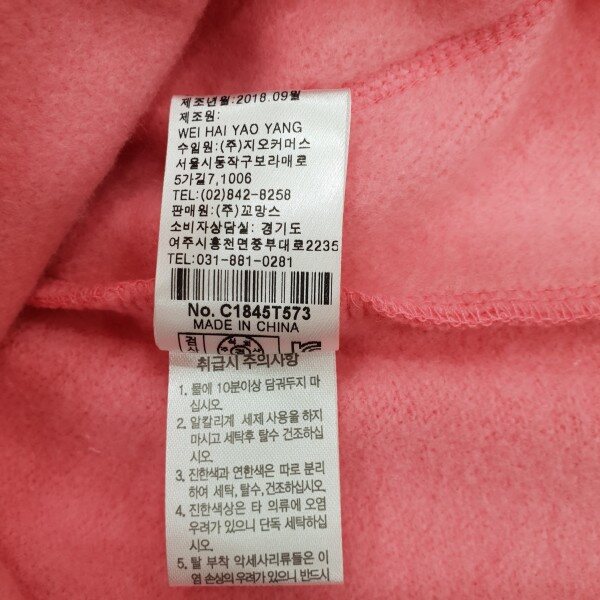 제조년월:2018.09월
제조원:
WEI HAI YAO YANG
수입원:(주)지오커머스
서울시동작구보라매로
5가길7,1006
TEL:(02)842-8258
판매원:(주)꼬망스
소비자상담실:경기도
여주시흥천면중부대로2235
TEL:031-881-0281
No. C1845T573
MADE IN CHINA
취급시 주의사항
1. 물에 10분이상 담궈두지 마
십시오.
2. 알칼리계 세제 사용을 하지
마시고 세탁후 탈수 건조하십
시오.
3. 진한색과 연한색은 따로 분리
하여 세탁,탈수,건조하십시오.
4. 진한색상은 타 의류에 오염
우려가 있으니 단독 세탁하십
시오.
5. 탈 부착 악세사리류들은 이
염 손상의 우려가 있으니 반드시